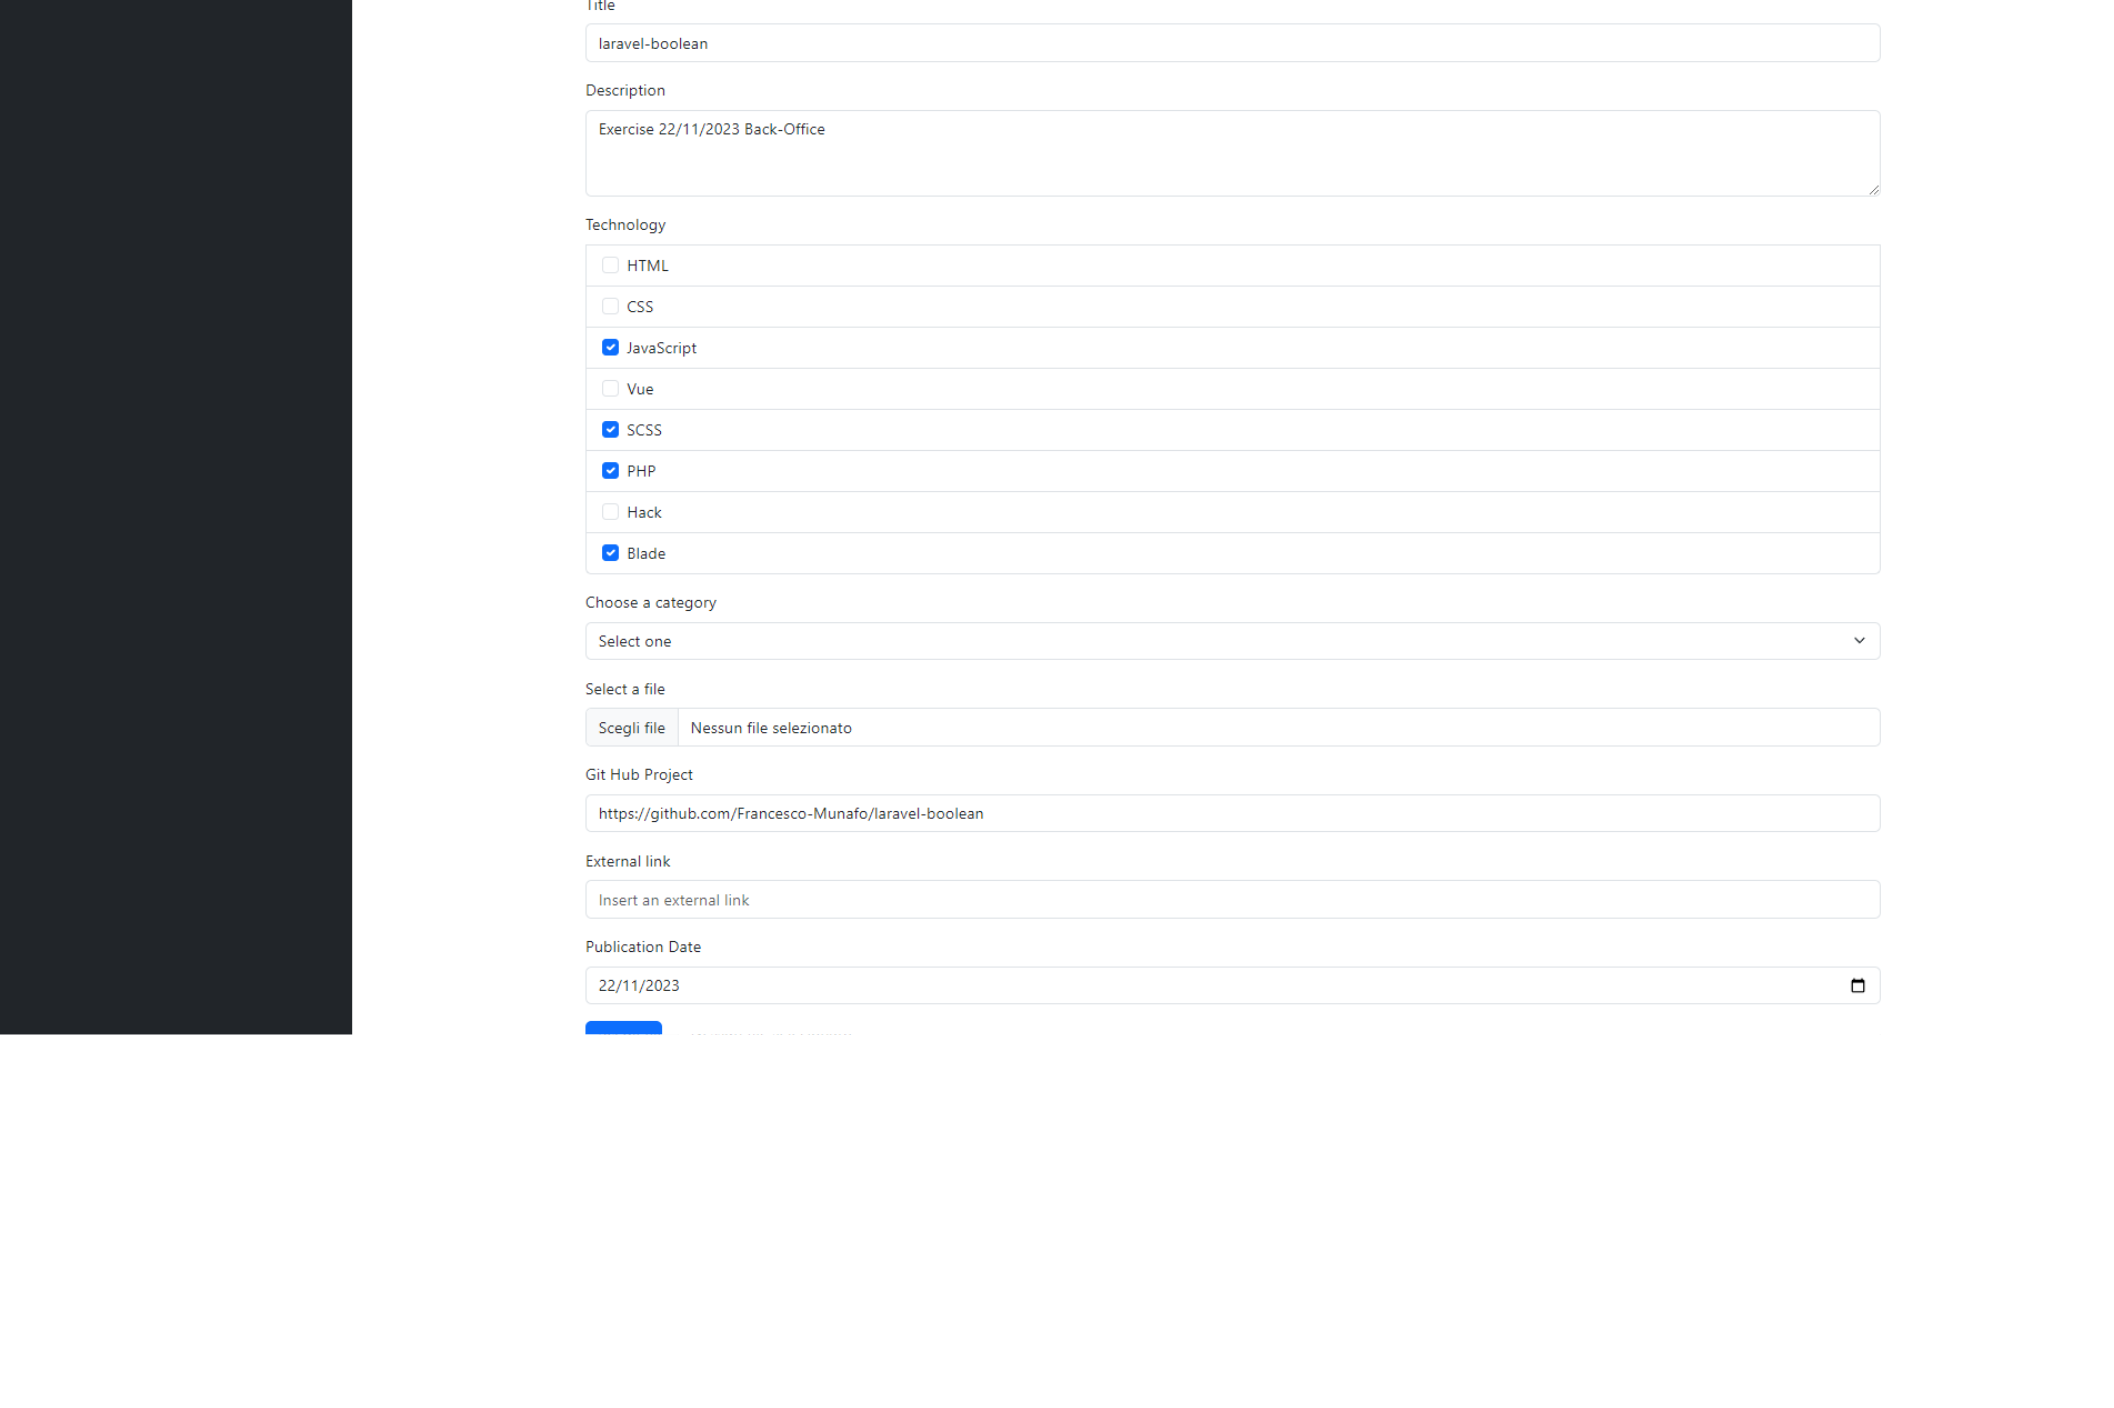 Title
laravel-boolean
Description
Exercise 22/11/2023 Back-Office
Technology
HTML
CSS
JavaScript
Vue
SCSS
PHP
Hack
Blade
Choose a category
Select one
Select a file
Scegli file Nessun file selezionato
Git Hub Project
https://github.com/Francesco-Munafo/laravel-boolean
External link
Insert an external link
Publication Date
22/11/2023